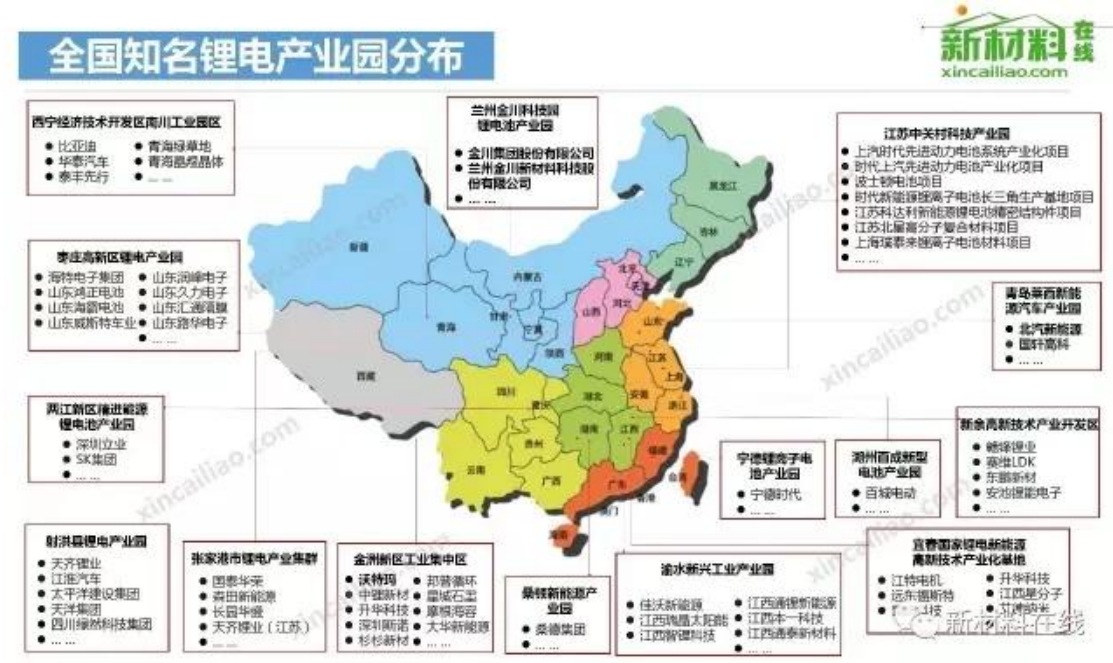 全国知名锂电产业园分布
新材料在线
xincailiao.com
西宁经济技术开发区南川工业园区
比亚迪
青海绿草地
华泰汽车
青海晶煜晶体
泰丰先行
... ...
兰州金川科技园
锂电池产业园
金川集团股份有限公司
兰州金川新材料科技股
份有限公司
... ...
江苏中关村科技产业园
上汽时代先进动力电池系统产业化项目
时代上汽先进动力电池产业化项目
波士顿电池项目
时代新能源锂离子电池长三角生产基地项目
江苏科达利新能源锂电池精密结构件项目
江苏北星高分子复合材料项目
上海璞泰来锂离子电池材料项目
... ...
枣庄高新区锂电产业园
海特电子集团
山东润峰电子
山东鸿正电池
山东久力电子
山东海霸电池
山东汇通隔膜
山东威斯特车业
山东路华电子
... ...
青岛莱西新能
源汽车产业园
北汽新能源
国轩高科
... ...
两江新区精进能源
锂电池产业园
深圳立业
SK集团
... ...
新疆
西藏
青海
甘肃
内蒙古
宁夏
陕西
黑龙江
吉林
辽宁
北京
天津
河北
山西
山东
河南
江苏
上海
安徽
浙江
湖北
湖南
江西
四川
重庆
贵州
云南
广西
福建
台湾
广东
香港
澳门
海南
宁德锂离子电
池产业园
宁德时代
... ...
湖州百成新型
电池产业园
百城电动
... ...
新余高新技术产业开发区
赣锋锂业
赛维LDK
东鹏新材
安池锂能电子
... ...
射洪县锂电产业园
天齐锂业
江淮汽车
太平洋建设集团
天洋集团
四川绿然科技集团
... ...
张家港市锂电产业集群
国泰华荣
森田新能源
长园华盛
天齐锂业（江苏）
... ...
金洲新区工业集中区
沃特玛
邦普循环
中锂新材
星城石墨
升华科技
摩根海容
深圳斯诺
大华新能源
杉杉新材
... ...
桑顿新能源产
业园
桑德集团
... ...
渝水新兴工业产业园
佳沃新能源
江西通锂新能源
江西瑞晶太阳能
江西本一科技
江西智锂科技
江西通泰新材料
... ...
宜春国家锂电新能源
高新技术产业化基地
江特电机
升华科技
远东福斯特
江西星分子
科技
艾德纳米
新材料在线
xincailiao.com
xincailiao.com
xincailiao.com
xincailiao.com
xincailiao.com
xincailiao.com